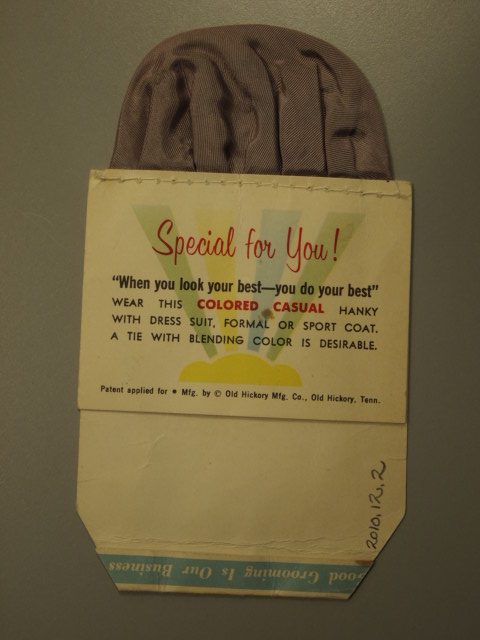 Special for You!
"When you look your best—you do your best"
WEAR THIS COLORED CASUAL HANKY
WITH DRESS SUIT, FORMAL OR SPORT COAT.
A TIE WITH BLENDING COLOR IS DESIRABLE.
Patent applied for • Mfg. by © Old Hickory Mfg. Co., Old Hickory, Tenn.
2010.12.2
ood Grooming Is Our Business